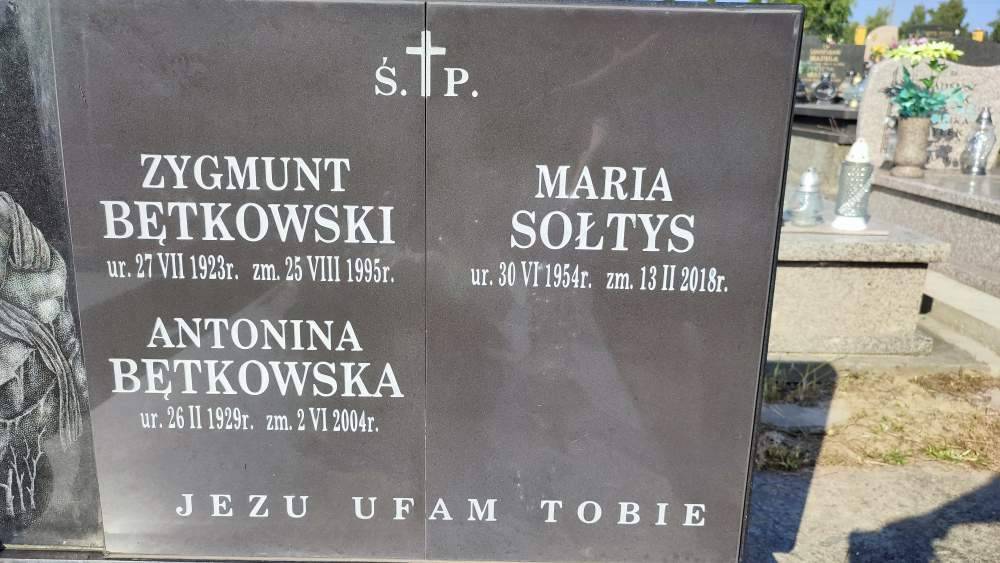 Ś. P.
ZYGMUNT
BĘTKOWSKI
ur. 27 VII 1923r. zm. 25 VIII 1995r.
ANTONINA
BĘTKOWSKA
ur. 26 II 1929r. zm. 2 VI 2004r.
MARIA
SOŁTYS
ur. 30 VI 1954r. zm. 13 II 2018r.
JEZU UFAM TOBIE